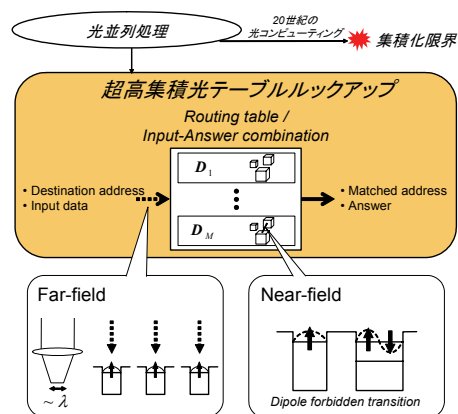 光並列処理
20世紀の
光コンピューティング
集積化限界
超高集積光テーブルルックアップ
Routing table /
Input-Answer combination
D1
• Destination address
• Input data
• Matched address
• Answer
DM
Far-field
~ λ
Near-field
Dipole forbidden transition